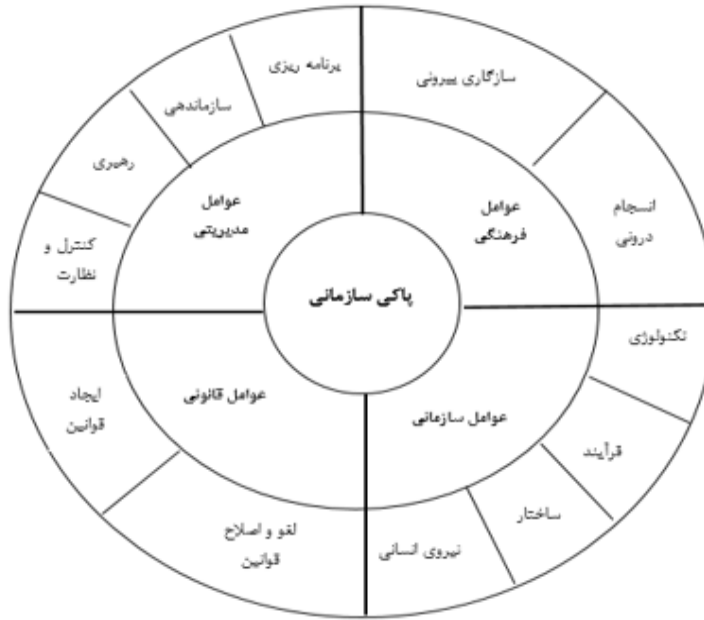 برنامه ریزی
سازگاری بیرونی
سازماندهی
رهبری
انسجام
درونی
عوامل
مدیریتی
عوامل
فرهنگی
کنترل و
نظارت
پاکی سازمانی
تکنولوژی
ایجاد
قوانین
عوامل قانونی
عوامل سازمانی
فرآیند
ساختار
لغو و اصلاح
قوانین
نیروی انسانی